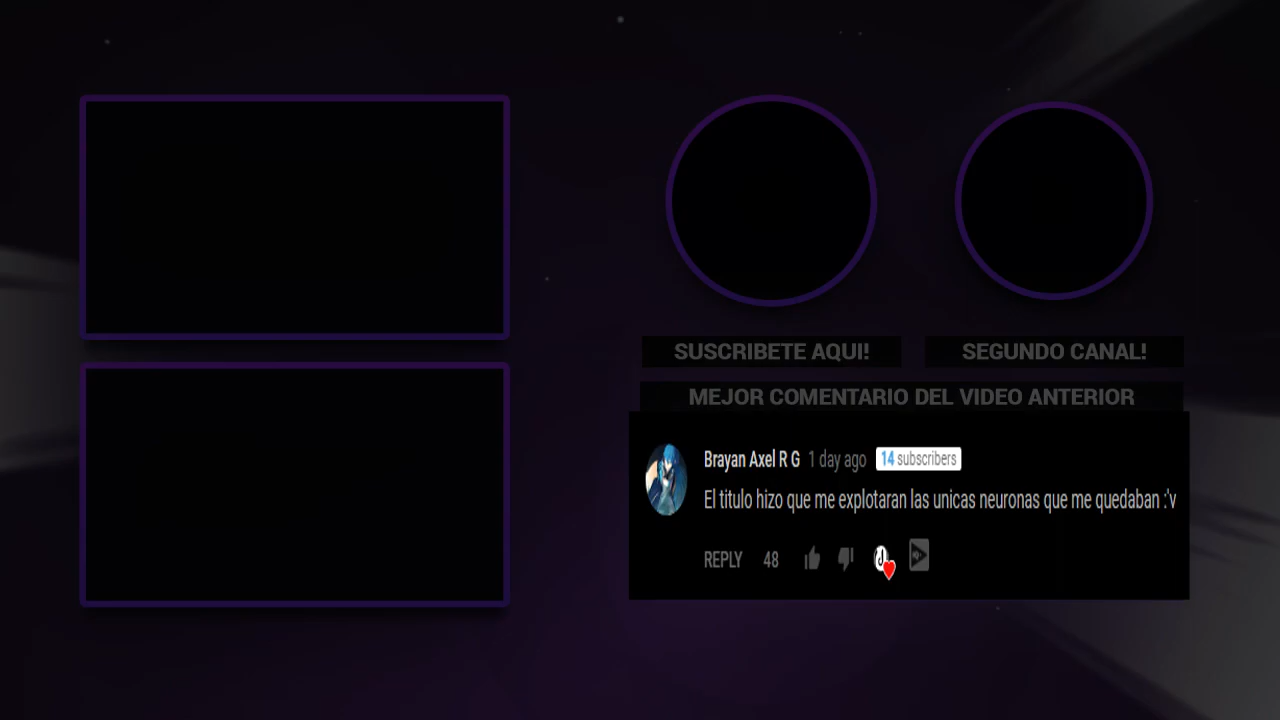 SUSCRIBETE AQUI!
SEGUNDO CANAL!
MEJOR COMENTARIO DEL VIDEO ANTERIOR
Brayan Axel R G 1 day ago 14 subscribers
El titulo hizo que me explotaran las unicas neuronas que me quedaban :'v
REPLY 48